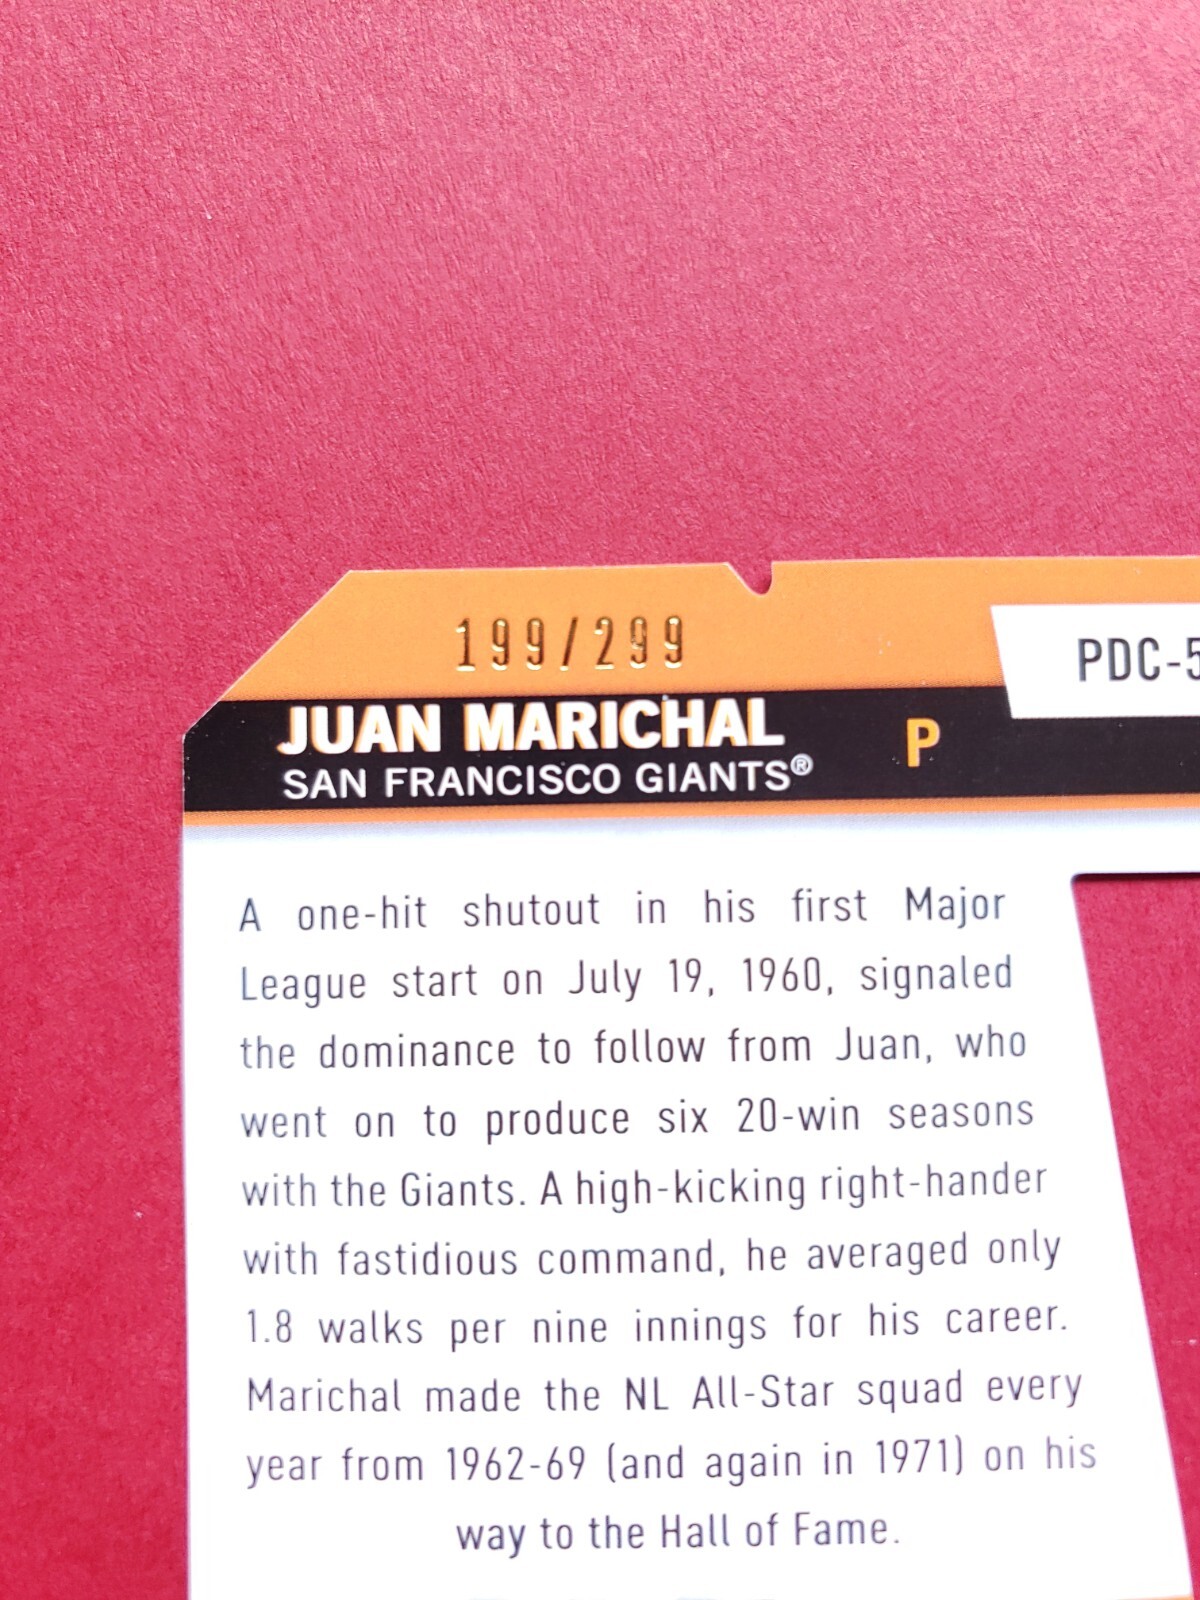 199/299
PDC-5
JUAN MARICHAL
P
SAN FRANCISCO GIANTS®
A one-hit shutout in his first Major
League start on July 19, 1960, signaled
the dominance to follow from Juan, who
went on to produce six 20-win seasons
with the Giants. A high-kicking right-hander
with fastidious command, he averaged only
1.8 walks per nine innings for his career.
Marichal made the NL All-Star squad every
year from 1962-69 (and again in 1971) on his
way to the Hall of Fame.